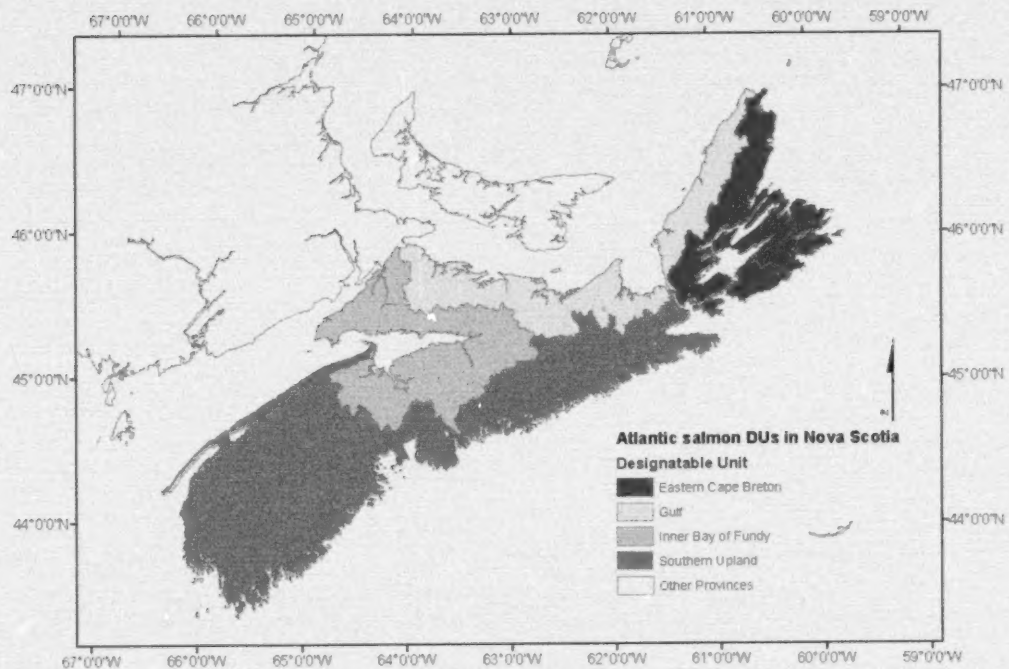 67°0'0"W 66°0'0"W 65°0'0"W 64°0'0"W 63°0'0"W 62°0'0"W 61°0'0"W 60°0'0"W 59°0'0"W
47°0'0"N 47°0'0"N
46°0'0"N 46°0'0"N
45°0'0"N 45°0'0"N
Atlantic salmon DUs in Nova Scotia
Designatable Unit
Eastern Cape Breton
Gulf
44°0'0"N 44°0'0"N
Inner Bay of Fundy
Southern Upland
Other Provinces
67°0'0"W 66°0'0"W 65°0'0"W 64°0'0"W 63°0'0"W 62°0'0"W 61°0'0"W 60°0'0"W 59°0'0"W